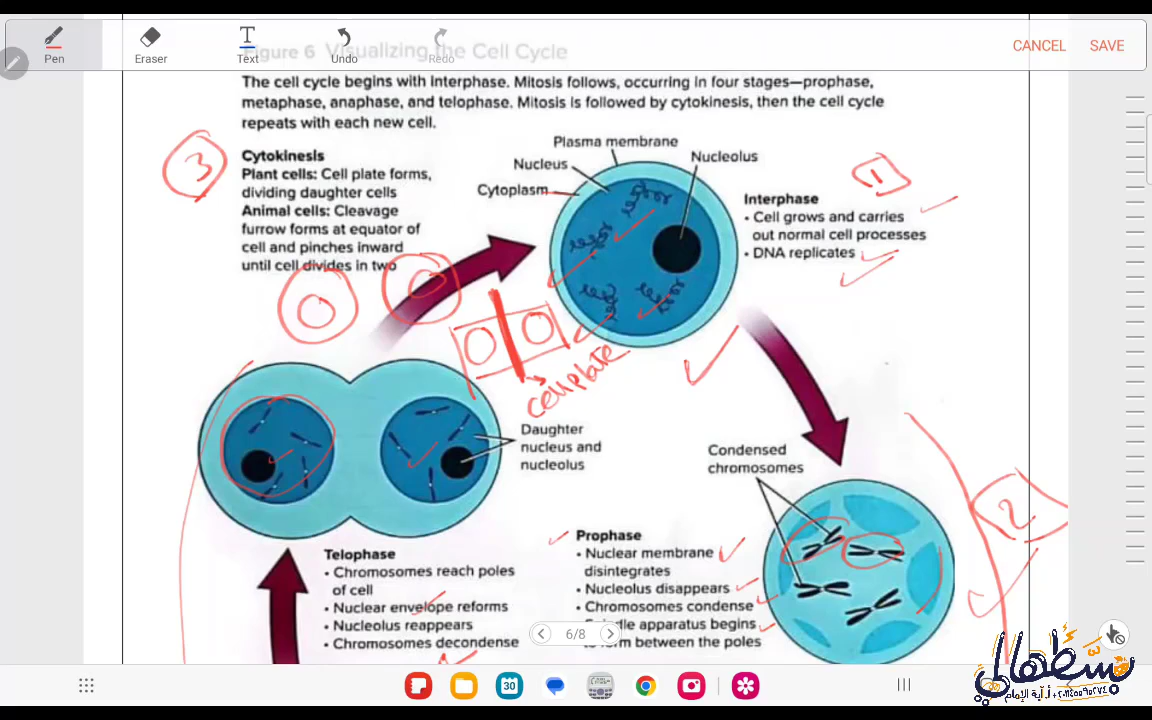 Pen
Eraser
Text
Undo
Redo
CANCEL
SAVE
Figure 6 Visualizing the Cell Cycle
The cell cycle begins with interphase. Mitosis follows, occurring in four stages—prophase,
metaphase, anaphase, and telophase. Mitosis is followed by cytokinesis, then the cell cycle
repeats with each new cell.
3
Cytokinesis
Plant cells: Cell plate forms,
dividing daughter cells
Animal cells: Cleavage
furrow forms at equator of
cell and pinches inward
until cell divides in two
Plasma membrane
Nucleus
Nucleolus
Cytoplasm
1
Interphase
• Cell grows and carries
out normal cell processes
• DNA replicates
cell plate
Daughter
nucleus and
nucleolus
Condensed
chromosomes
2
Telophase
• Chromosomes reach poles
of cell
• Nuclear envelope reforms
• Nucleolus reappears
• Chromosomes decondense
Prophase
• Nuclear membrane
disintegrates
• Nucleolus disappears
• Chromosomes condense
apparatus begins
between the poles
6/8
30
أ.آية الإمام